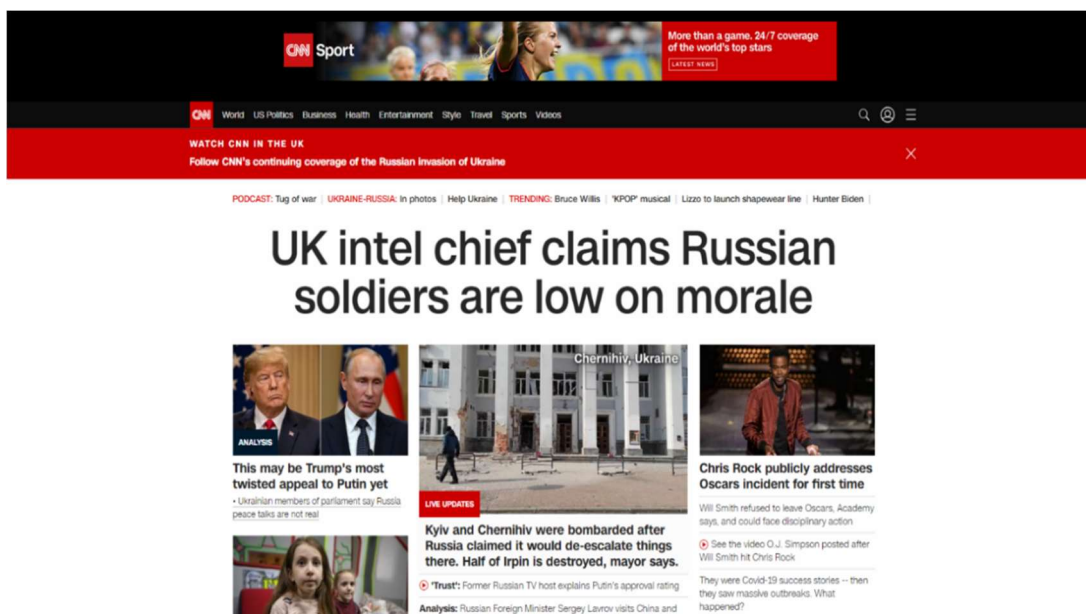 CNN Sport
More than a game. 24/7 coverage
of the world's top stars
LATEST NEWS
CNN World US Politics Business Health Entertainment Style Travel Sports Videos
WATCH CNN IN THE UK
Follow CNN's continuing coverage of the Russian invasion of Ukraine
PODCAST: Tug of war | UKRAINE-RUSSIA: In photos | Help Ukraine | TRENDING: Bruce Willis | 'KPOP' musical | Lizzo to launch shapewear line | Hunter Biden |
UK intel chief claims Russian
soldiers are low on morale
ANALYSIS
This may be Trump's most
twisted appeal to Putin yet
• Ukrainian members of parliament say Russia
peace talks are not real
Chernihiv, Ukraine
LIVE UPDATES
Kyiv and Chernihiv were bombarded after
Russia claimed it would de-escalate things
there. Half of Irpin is destroyed, mayor says.
'Trust': Former Russian TV host explains Putin's approval rating
Analysis: Russian Foreign Minister Sergey Lavrov visits China and
Chris Rock publicly addresses
Oscars incident for first time
Will Smith refused to leave Oscars, Academy
says, and could face disciplinary action
See the video O.J. Simpson posted after
Will Smith hit Chris Rock
They were Covid-19 success stories -- then
they saw massive outbreaks. What
happened?